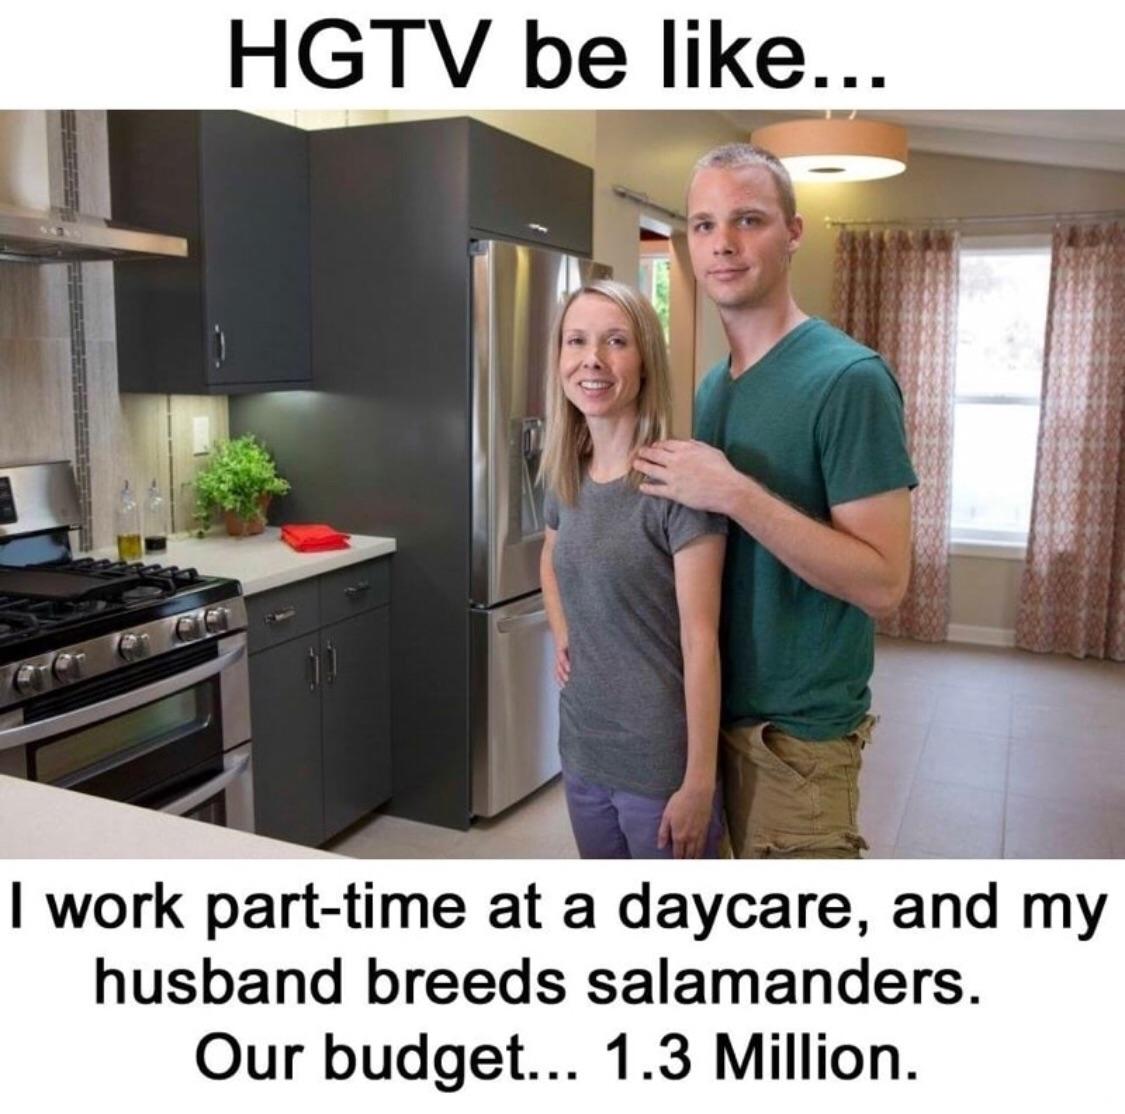 HGTV be like...
I work part-time at a daycare, and my
husband breeds salamanders.
Our budget... 1.3 Million.